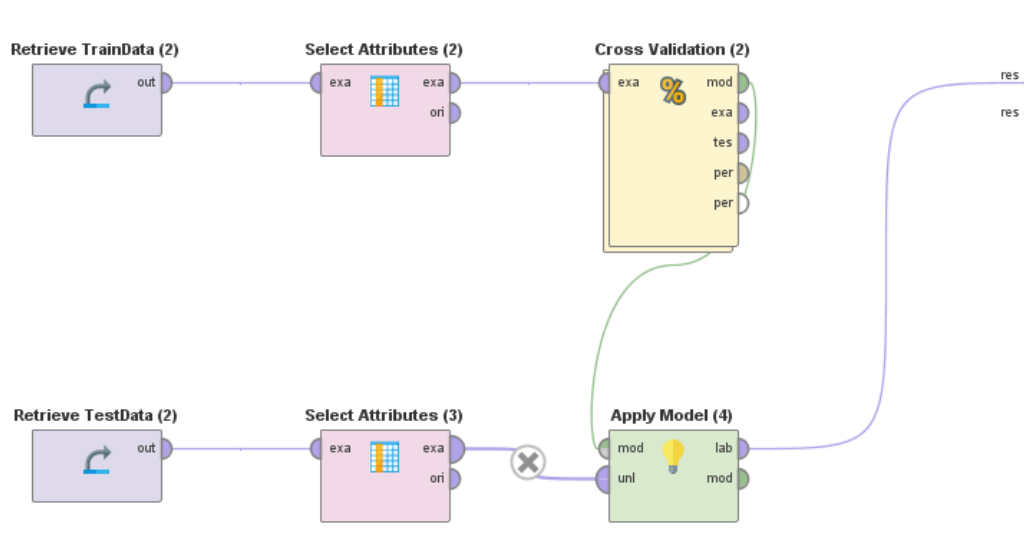 Retrieve TrainData (2)
out
Select Attributes (2)
exa exa
ori
Cross Validation (2)
exa % mod
exa
tes
per
per
res
res
Retrieve TestData (2)
out
Select Attributes (3)
exa exa
ori
Apply Model (4)
mod lab
unl mod